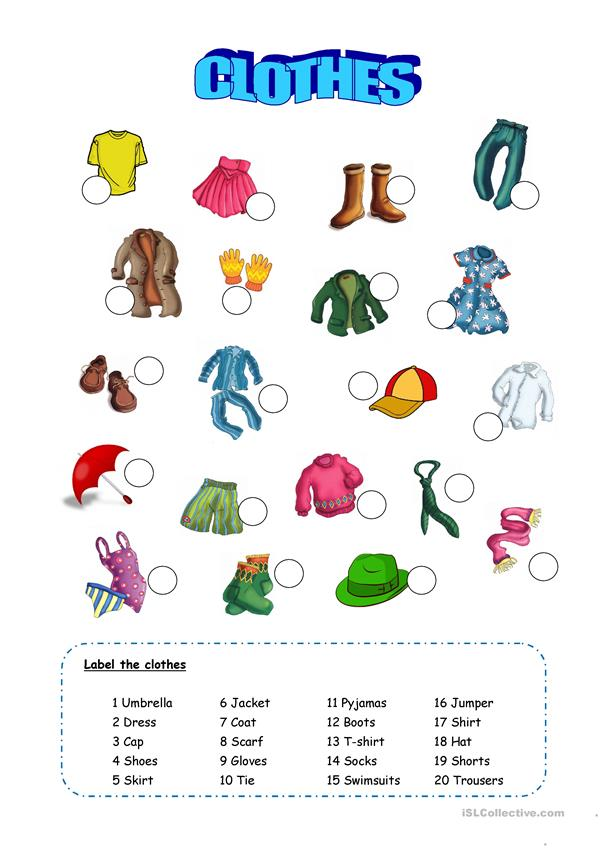 CLOTHES
Label the clothes
1 Umbrella 6 Jacket 11 Pyjamas 16 Jumper
2 Dress 7 Coat 12 Boots 17 Shirt
3 Cap 8 Scarf 13 T-shirt 18 Hat
4 Shoes 9 Gloves 14 Socks 19 Shorts
5 Skirt 10 Tie 15 Swimsuits 20 Trousers
iSLCollective.com